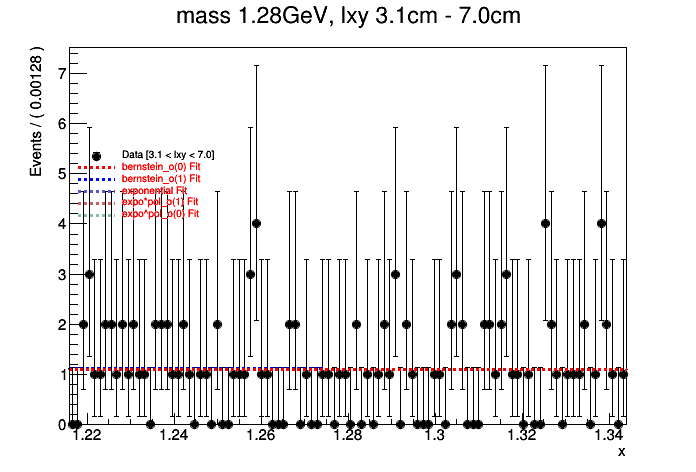 mass 1.28GeV, lxy 3.1cm - 7.0cm
Events / ( 0.00128 )
7
6
5
4
3
2
1
0
Data [3.1 < lxy < 7.0]
bernstein_o(0) Fit
bernstein_o(1) Fit
exponential Fit
expo*pol_o(1) Fit
expo*pol_o(0) Fit
1.22 1.24 1.26 1.28 1.3 1.32 1.34
x